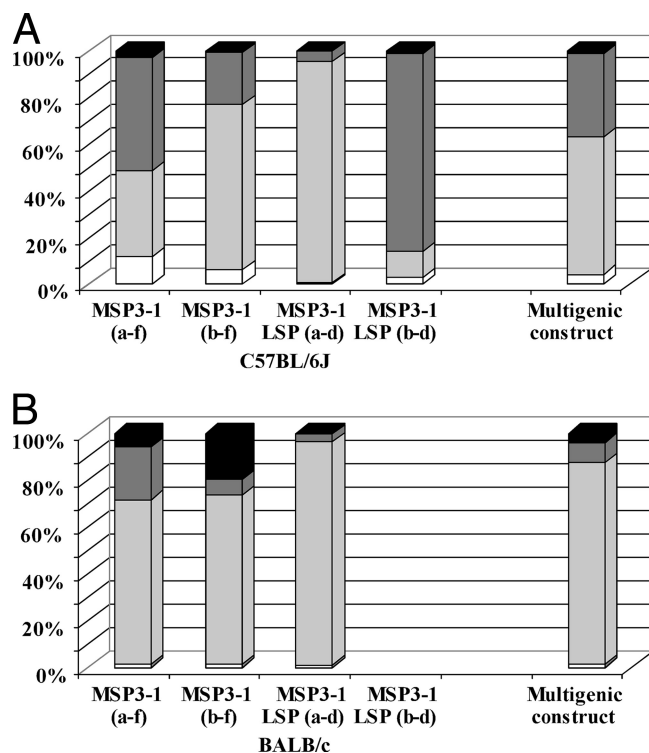 A
100%
80%
60%
40%
20%
0%
MSP3-1 MSP3-1 MSP3-1 MSP3-1 Multigenic
(a-f) (b-f) LSP (a-d) LSP (b-d) construct
C57BL/6J
B
100%
80%
60%
40%
20%
0%
MSP3-1 MSP3-1 MSP3-1 MSP3-1 Multigenic
(a-f) (b-f) LSP (a-d) LSP (b-d) construct
BALB/c